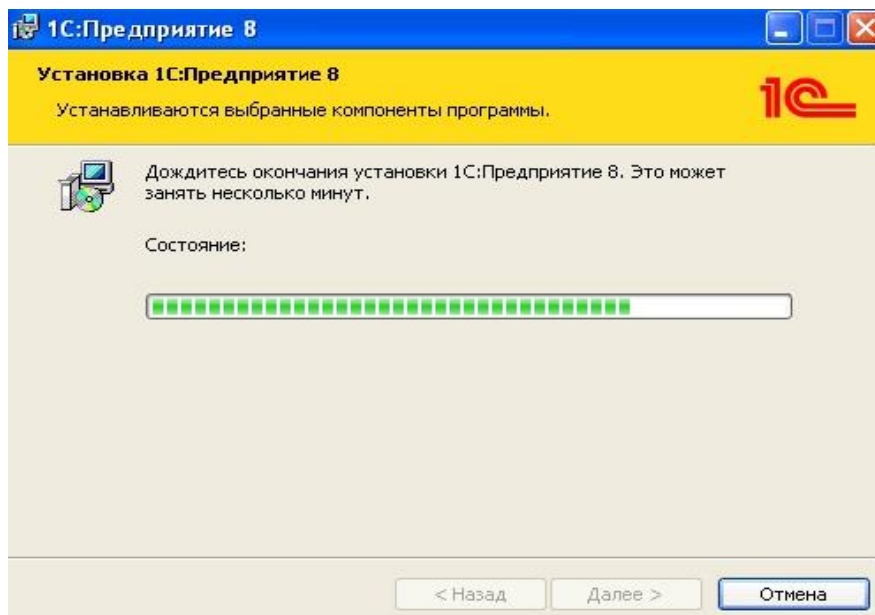 1С:Предприятие 8
Установка 1С:Предприятие 8
Устанавливаются выбранные компоненты программы.
1С
Дождитесь окончания установки 1С:Предприятие 8. Это может
занять несколько минут.
Состояние:
< Назад
Далее >
Отмена